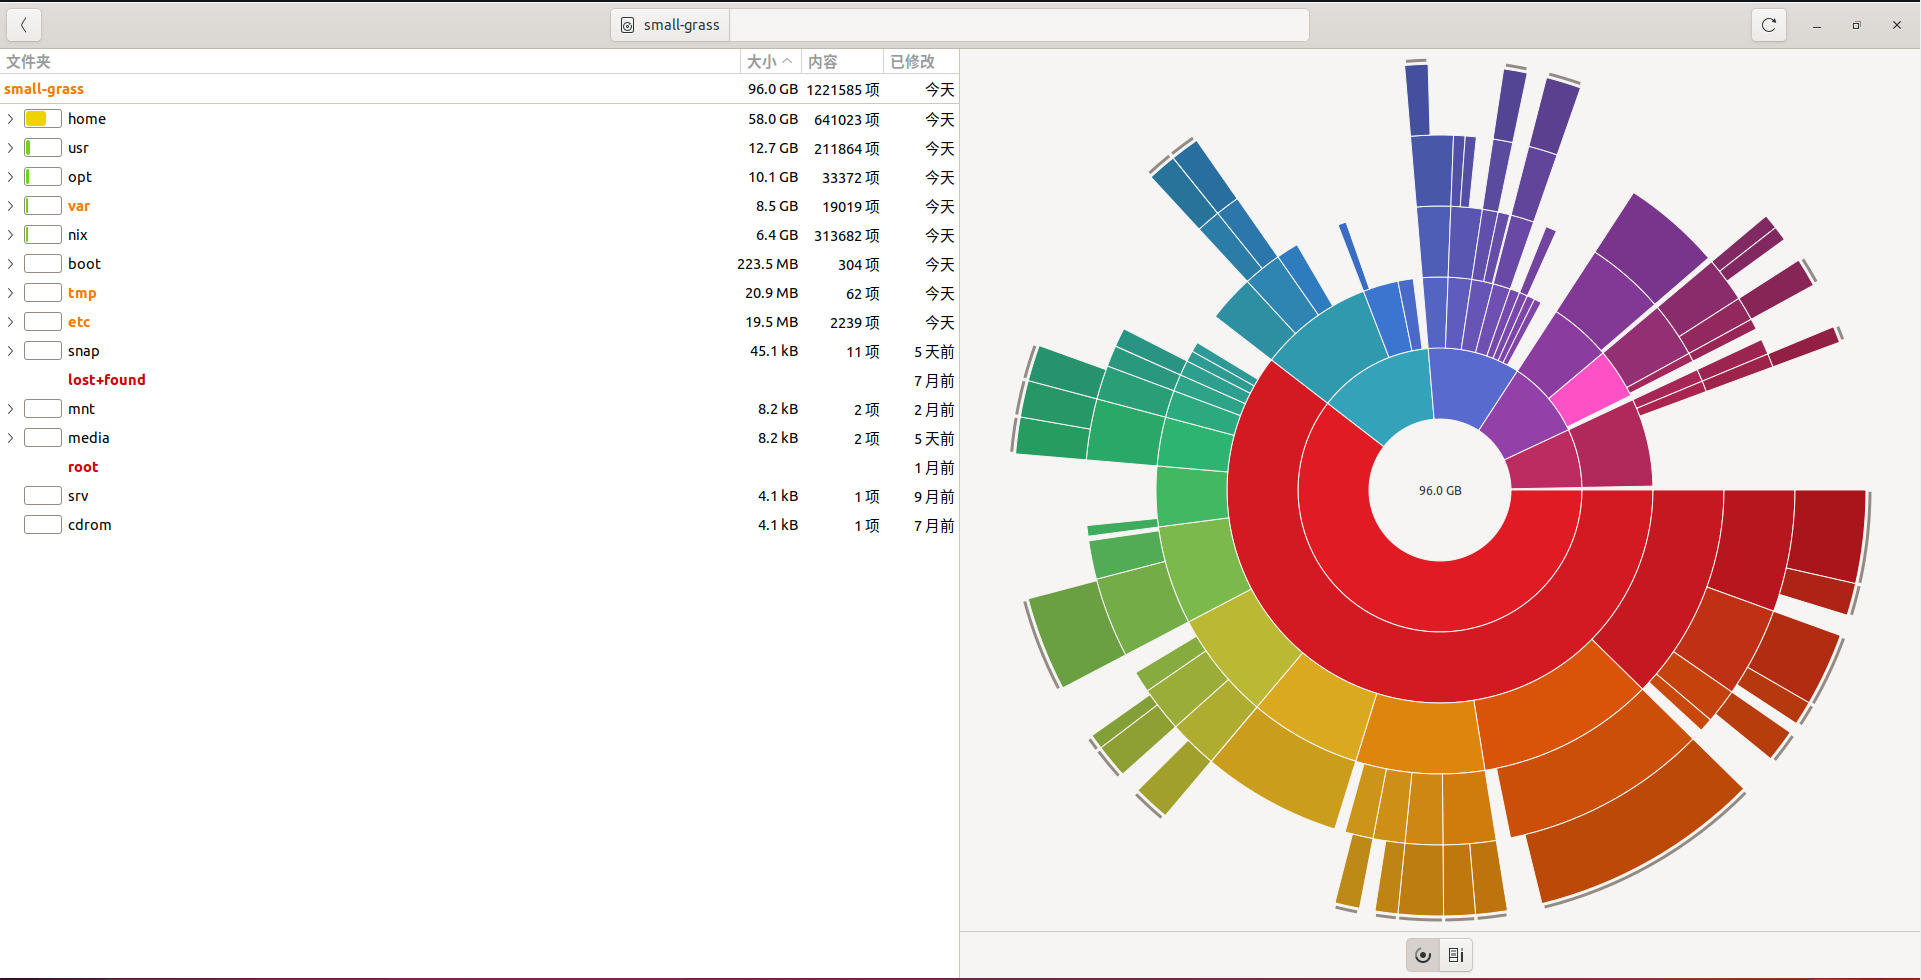 small-grass
文件夹 大小 内容 已修改
small-grass 96.0 GB 1221585 项 今天
home 58.0 GB 641023 项 今天
usr 12.7 GB 211864 项 今天
opt 10.1 GB 33372 项 今天
var 8.5 GB 19019 项 今天
nix 6.4 GB 313682 项 今天
boot 223.5 MB 304 项 今天
tmp 20.9 MB 62 项 今天
etc 19.5 MB 2239 项 今天
snap 45.1 kB 11 项 5 天前
lost+found 7 月前
mnt 8.2 kB 2 项 2 月前
media 8.2 kB 2 项 5 天前
root 1 月前
srv 4.1 kB 1 项 9 月前
cdrom 4.1 kB 1 项 7 月前
96.0 GB